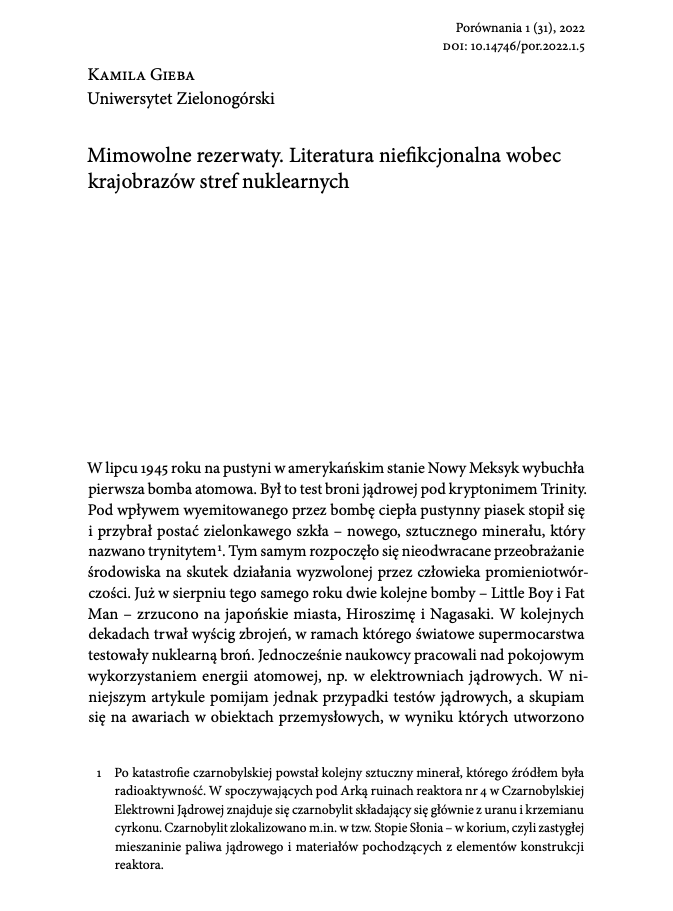 Porównania 1 (31), 2022
DOI: 10.14746/por.2022.1.5
Kamila Gieba
Uniwersytet Zielonogórski
Mimowolne rezerwaty. Literatura niefikcjonalna wobec
krajobrazów stref nuklearnych
W lipcu 1945 roku na pustyni w amerykańskim stanie Nowy Meksyk wybuchła
pierwsza bomba atomowa. Był to test broni jądrowej pod kryptonimem Trinity.
Pod wpływem wyemitowanego przez bombę ciepła pustynny piasek stopił się
i przybrał postać zielonkawego szkła – nowego, sztucznego minerału, który
nazwano trynitytem¹. Tym samym rozpoczęło się nieodwracane przeobrażanie
środowiska na skutek działania wyzwolonej przez człowieka promieniotwór-
czości. Już w sierpniu tego samego roku dwie kolejne bomby – Little Boy i Fat
Man – zrzucono na japońskie miasta, Hiroszimę i Nagasaki. W kolejnych
dekadach trwał wyścig zbrojeń, w ramach którego światowe supermocarstwa
testowały nuklearną broń. Jednocześnie naukowcy pracowali nad pokojowym
wykorzystaniem energii atomowej, np. w elektrowniach jądrowych. W ni-
niejszym artykule pomijam jednak przypadki testów jądrowych, a skupiam
się na awariach w obiektach przemysłowych, w wyniku których utworzono
1 Po katastrofie czarnobylskiej powstał kolejny sztuczny minerał, którego źródłem była
radioaktywność. W spoczywających pod Arką ruinach reaktora nr 4 w Czarnobylskiej
Elektrowni Jądrowej znajduje się czarnobylit składający się głównie z uranu i krzemianu
cyrkonu. Czarnobylit zlokalizowano m.in. w tzw. Stopie Słonia – w korium, czyli zastygłej
mieszaninie paliwa jądrowego i materiałów pochodzących z elementów konstrukcji
reaktora.